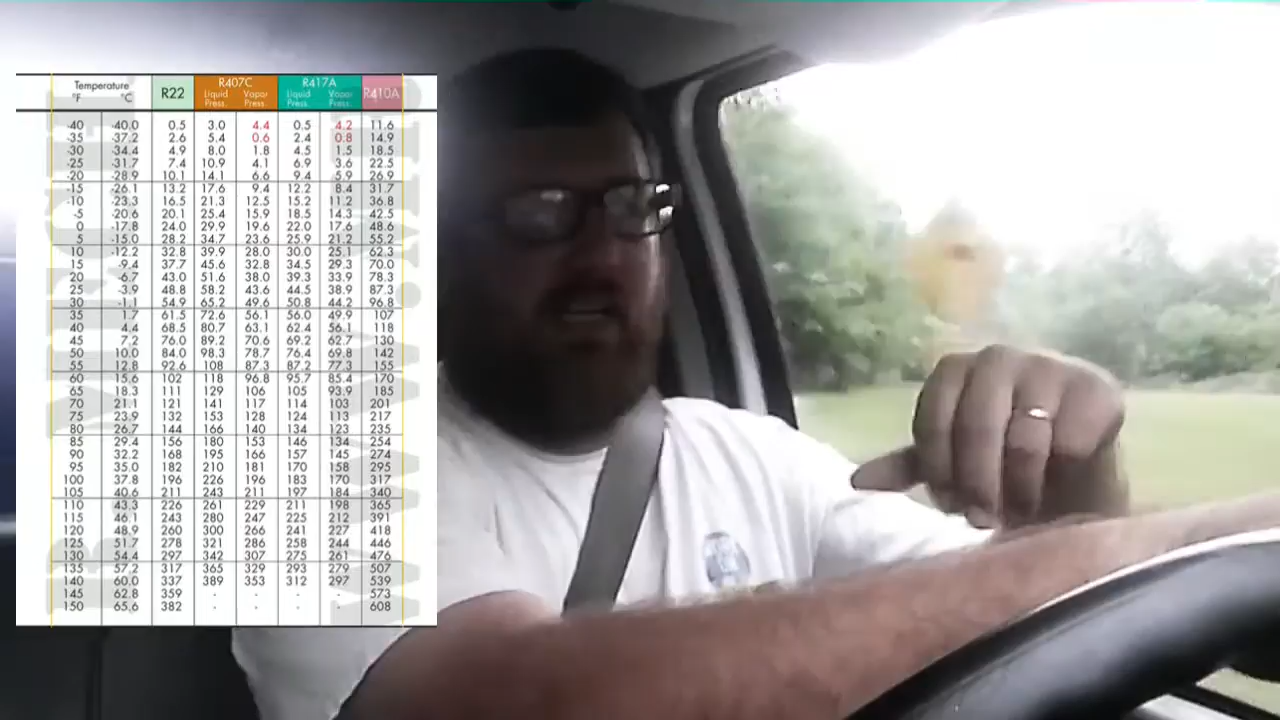 Temperature R22 R407C R417A R410A
°F °C Liquid Press. Vapor Press. Liquid Press. Vapor Press.
-40 -40.0 0.5 3.0 4.4 0.5 4.2 11.6
-35 -37.2 2.6 5.4 0.6 2.4 0.8 14.9
-30 -34.4 4.9 8.0 1.8 4.5 1.5 18.5
-25 -31.7 7.4 10.9 4.1 6.9 3.6 22.5
-20 -28.9 10.1 14.1 6.6 9.4 5.9 26.9
-15 -26.1 13.2 17.6 9.4 12.2 8.4 31.7
-10 -23.3 16.5 21.3 12.5 15.2 11.2 36.8
-5 -20.6 20.1 25.4 15.9 18.5 14.3 42.5
0 -17.8 24.0 29.9 19.6 22.0 17.6 48.6
5 -15.0 28.2 34.7 23.6 25.9 21.2 55.2
10 -12.2 32.8 39.9 28.0 30.0 25.1 62.3
15 -9.4 37.7 45.6 32.8 34.5 29.3 70.0
20 -6.7 43.0 51.6 38.0 39.3 33.9 78.3
25 -3.9 48.8 58.2 43.6 44.5 38.9 87.3
30 -1.1 54.9 65.2 49.6 50.8 44.2 96.8
35 1.7 61.5 72.6 56.1 56.0 49.9 107
40 4.4 68.5 80.7 63.1 62.4 56.1 118
45 7.2 76.0 89.2 70.6 69.2 62.7 130
50 10.0 84.0 98.3 78.7 76.4 69.8 142
55 12.8 92.6 108 87.3 87.2 77.3 155
60 15.6 102 118 96.8 95.7 85.4 170
65 18.3 111 129 106 105 93.9 185
70 21.1 121 141 117 114 103 201
75 23.9 132 153 128 124 113 217
80 26.7 144 166 140 134 123 235
85 29.4 156 180 153 146 134 254
90 32.2 168 195 166 157 145 274
95 35.0 182 210 181 170 158 295
100 37.8 196 226 196 183 170 317
105 40.6 211 243 211 197 184 340
110 43.3 226 261 229 211 198 365
115 46.1 243 280 247 225 212 391
120 48.9 260 300 266 241 227 418
125 51.7 278 321 286 258 244 446
130 54.4 297 342 307 275 261 476
135 57.2 317 365 329 293 279 507
140 60.0 337 389 353 312 297 539
145 62.8 359 - - - - 573
150 65.6 382 - - - - 608